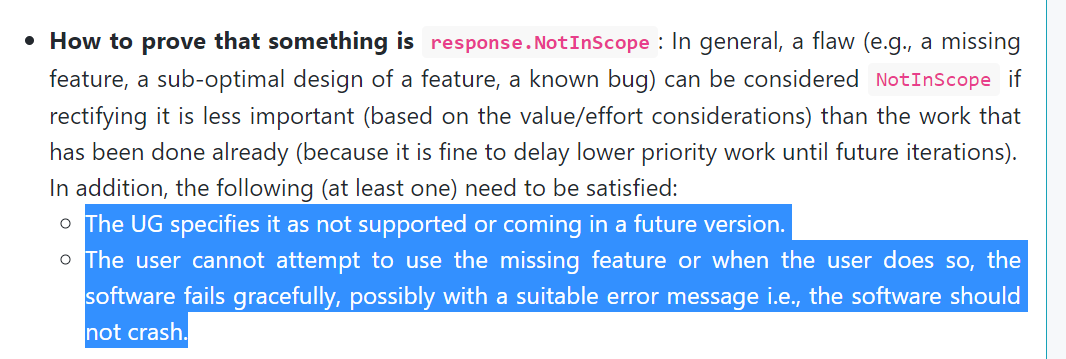 How to prove that something is response.NotInScope : In general, a flaw (e.g., a missing
feature, a sub-optimal design of a feature, a known bug) can be considered NotInScope if
rectifying it is less important (based on the value/effort considerations) than the work that
has been done already (because it is fine to delay lower priority work until future iterations).
In addition, the following (at least one) need to be satisfied:
The UG specifies it as not supported or coming in a future version.
The user cannot attempt to use the missing feature or when the user does so, the
software fails gracefully, possibly with a suitable error message i.e., the software should
not crash.